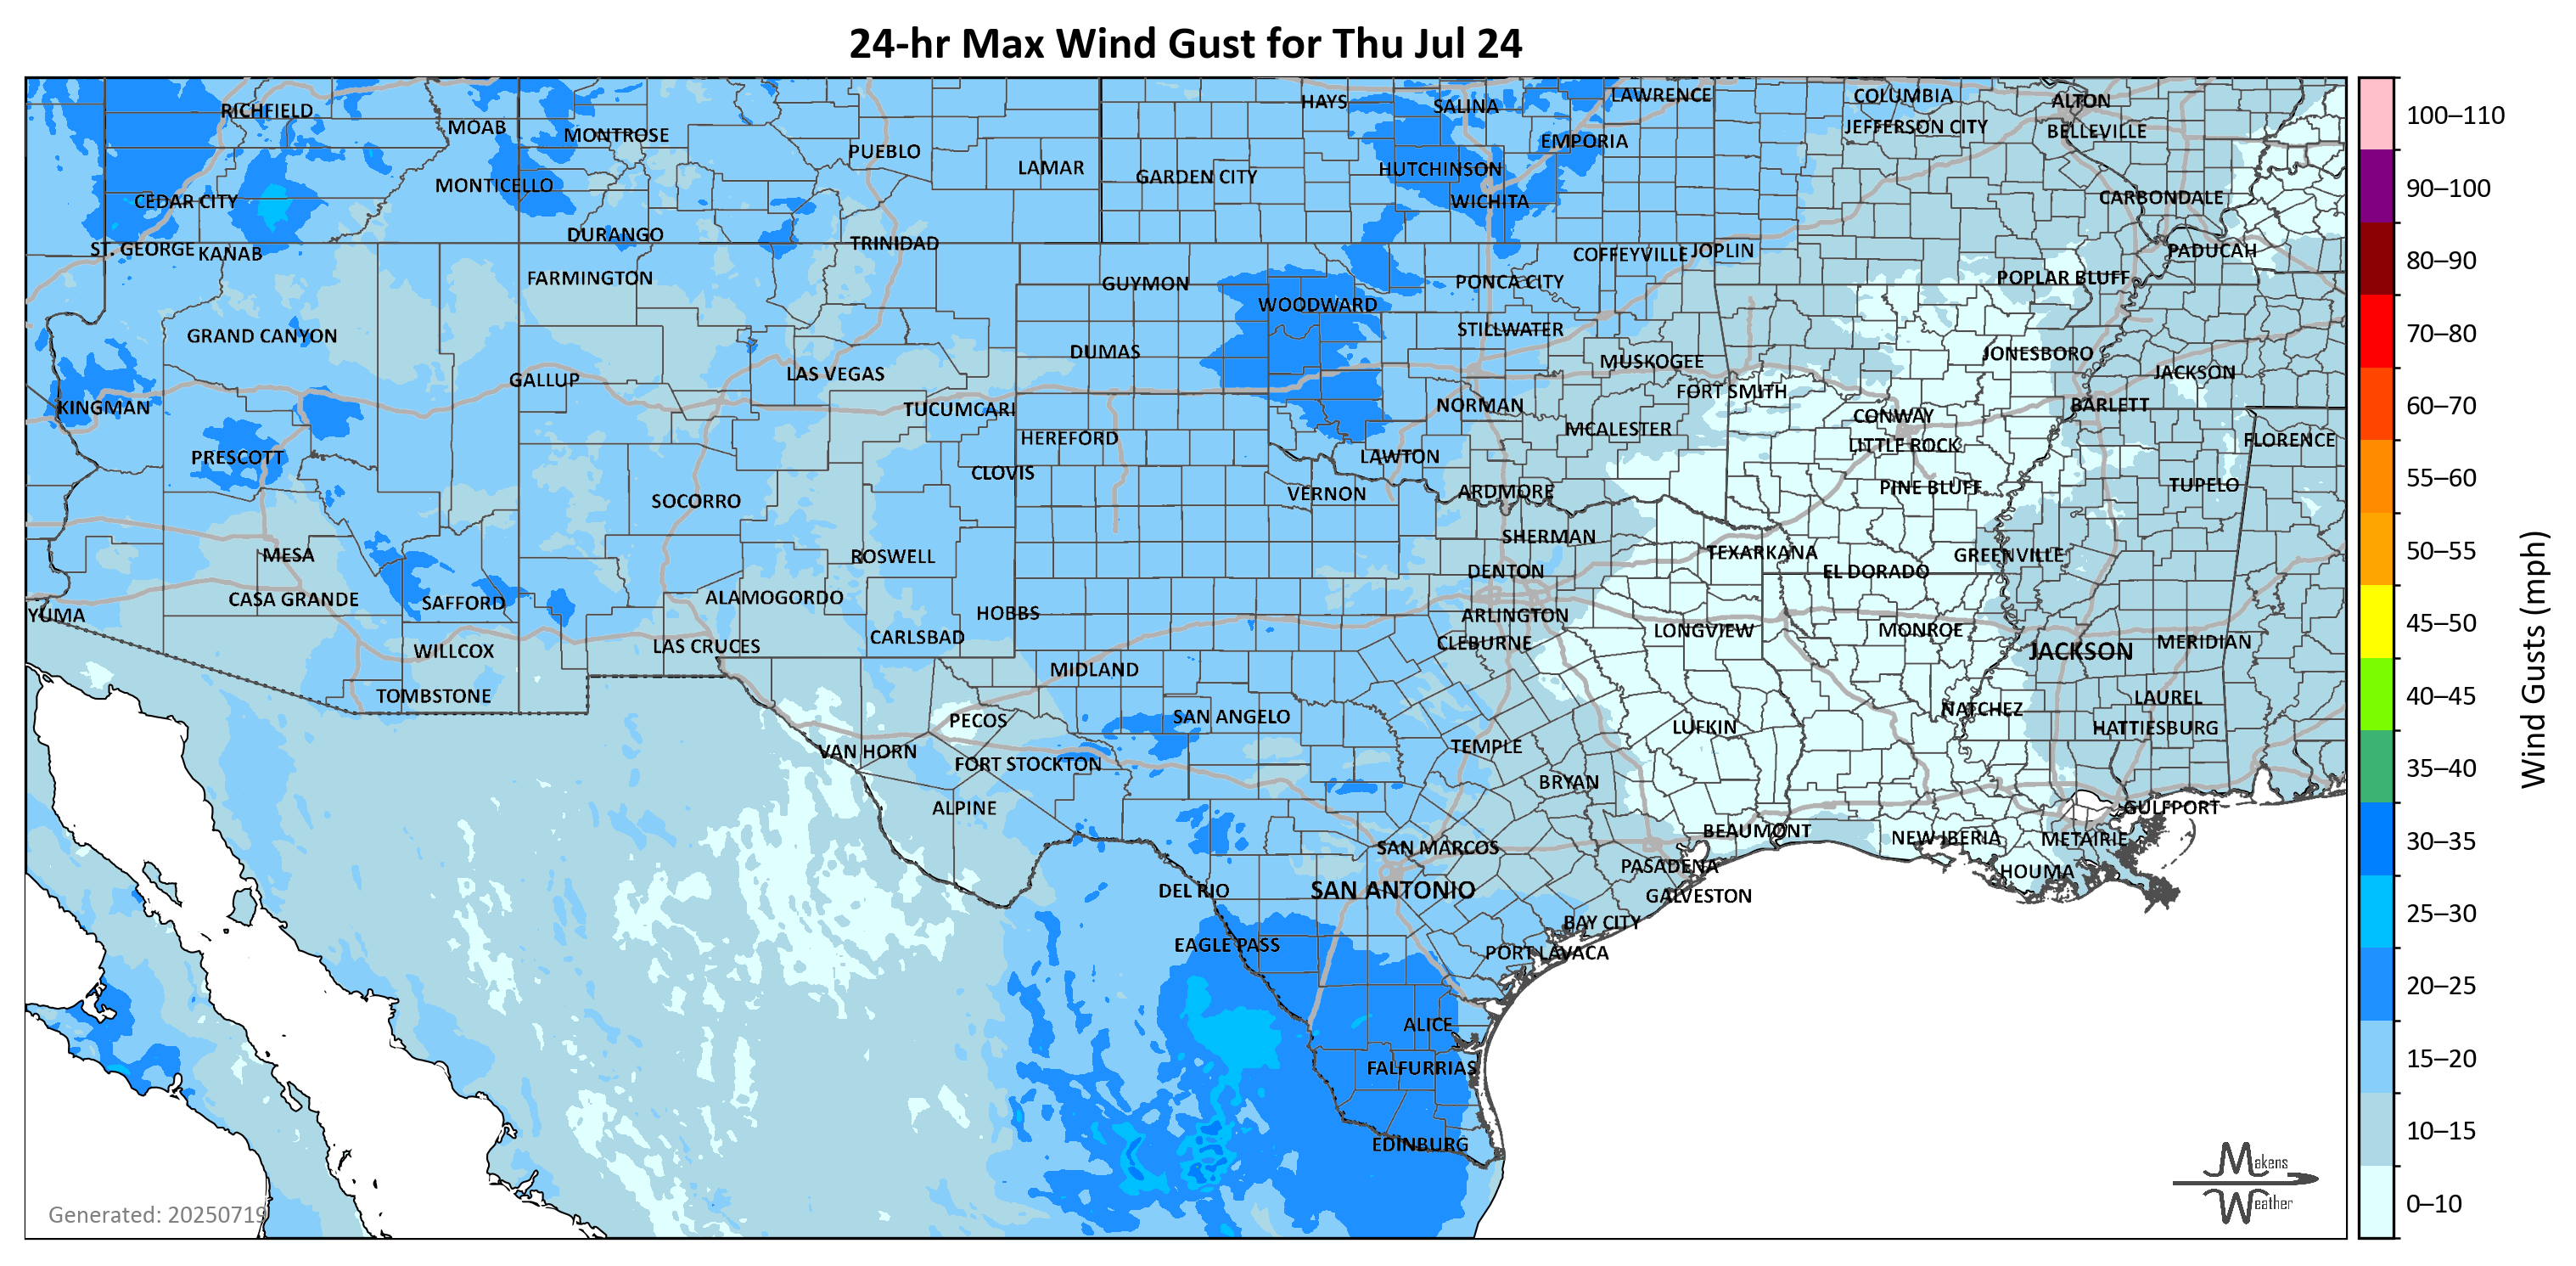 24-hr Max Wind Gust for Thu Jul 24
RICHFIELD
MOAB
MONTROSE
PUEBLO
LAMAR
HAYS
SALINA
LAWRENCE
COLUMBIA
ALTON
JEFFERSON CITY
BELLEVILLE
EMPORIA
HUTCHINSON
GARDEN CITY
MONTICELLO
CEDAR CITY
WICHITA
CARBONDALE
ST. GEORGE
KANAB
DURANGO
TRINIDAD
COFFEYVILLE
JOPLIN
PADUCAH
FARMINGTON
GUYMON
PONCA CITY
POPLAR BLUFF
WOODWARD
GRAND CANYON
STILLWATER
DUMAS
MUSKOGEE
JONESBORO
GALLUP
LAS VEGAS
JACKSON
FORT SMITH
KINGMAN
TUCUMCARI
NORMAN
CONWAY
BARLETT
HEREFORD
MCALESTER
LITTLE ROCK
FLORENCE
PRESCOTT
CLOVIS
LAWTON
SOCORRO
VERNON
ARDMORE
PINE BLUFF
TUPELO
SHERMAN
MESA
ROSWELL
TEXARKANA
GREENVILLE
DENTON
EL DORADO
CASA GRANDE
SAFFORD
ALAMOGORDO
HOBBS
ARLINGTON
YUMA
WILLCOX
LAS CRUCES
CARLSBAD
CLEBURNE
LONGVIEW
MONROE
JACKSON
MERIDIAN
MIDLAND
TOMBSTONE
LAUREL
PECOS
SAN ANGELO
NATCHEZ
LUFKIN
HATTIESBURG
VAN HORN
TEMPLE
FORT STOCKTON
BRYAN
ALPINE
GULFPORT
BEAUMONT
NEW IBERIA
METAIRIE
SAN MARCOS
PASADENA
HOUMA
DEL RIO
SAN ANTONIO
GALVESTON
BAY CITY
EAGLE PASS
PORT LAVACA
ALICE
FALFURRIAS
EDINBURG
Generated: 20250719
Makens
Weather
100–110
90–100
80–90
70–80
60–70
55–60
50–55
45–50
40–45
35–40
30–35
25–30
20–25
15–20
10–15
0–10
Wind Gusts (mph)